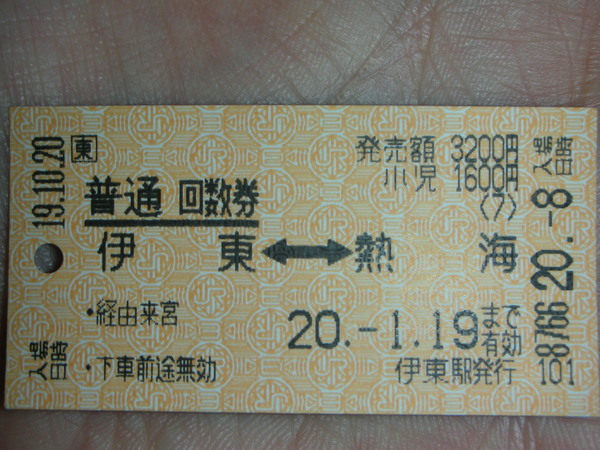 19.10.20
東
発売額 3200円
小児 1600円
(7)
普通 回数券
伊東↔熱海
・経由来宮
20.-1.19まで有効
・下車前途無効
伊東駅発行 101
入場日時
入場日時
20.-8
8766